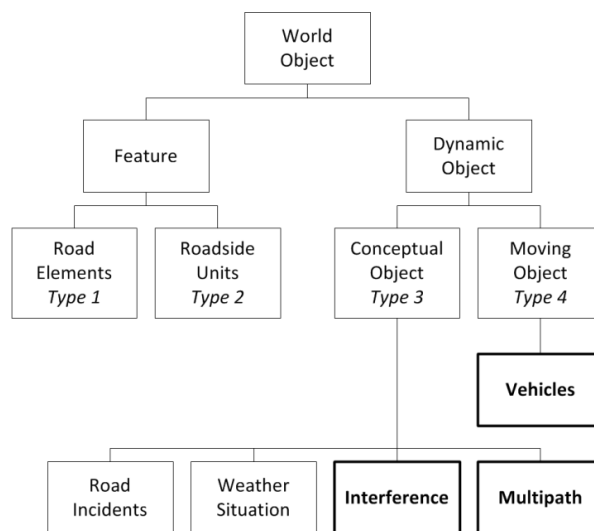 World
Object
Feature
Dynamic
Object
Road
Elements
Type 1
Roadside
Units
Type 2
Conceptual
Object
Type 3
Moving
Object
Type 4
Vehicles
Road
Incidents
Weather
Situation
Interference
Multipath